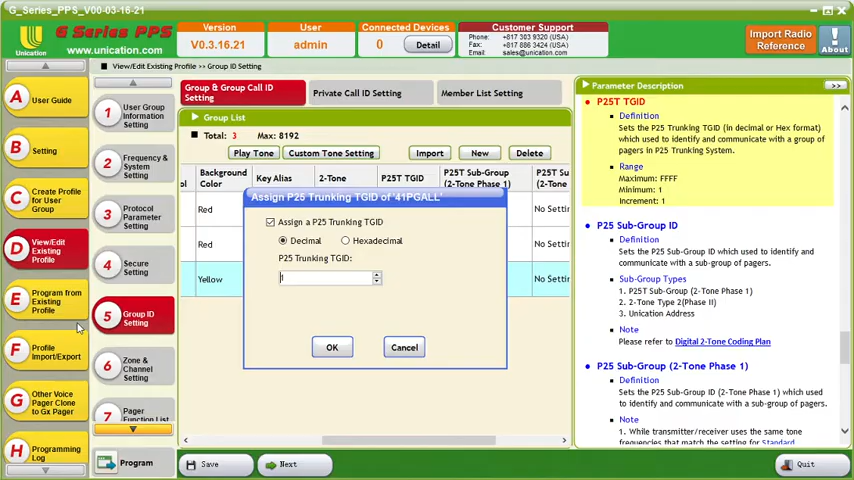 G_Series_PPS_V00-03-16-21
Unication
G Series PPS
www.unication.com
Version
V0.3.16.21
User
admin
Connected Devices
0
Detail
Customer Support
Phone: +817 303 9320 (USA)
Fax: +817 886 3424 (USA)
Email: sales@unication.com
Import Radio
Reference
About
A
User Guide
B
Setting
C
Create Profile
for User
Group
D
View/Edit
Existing
Profile
E
Program from
Existing
Profile
F
Profile
Import/Export
G
Other Voice
Pager Clone
to Gx Pager
H
Programming
Log
View/Edit Existing Profile >> Group ID Setting
1
User Group
Information
Setting
2
Frequency &
System
Setting
3
Protocol
Parameter
Setting
4
Secure
Setting
5
Group ID
Setting
6
Zone &
Channel
Setting
7
Pager
Function List
Program
Group & Group Call ID
Setting
Private Call ID Setting
Member List Setting
Group List
Total: 3 Max: 8192
Play Tone
Custom Tone Setting
Import
New
Delete
ol
Background
Color
Key Alias
2-Tone
P25T TGID
P25T Sub-Group
(2-Tone Phase 1)
P25T Su
(2-To
Red
No Settir
Red
No Settir
Yellow
No Settir
Assign P25 Trunking TGID of '41PGALL'
Assign a P25 Trunking TGID
Decimal
Hexadecimal
P25 Trunking TGID:
OK
Cancel
Save
Next
Quit
Parameter Description
>>
P25T TGID
Definition
Sets the P25 Trunking TGID (in decimal or Hex format)
which used to identify and communicate with a group of
pagers in P25 Trunking System.
Range
Maximum: FFFF
Minimum: 1
Increment: 1
P25 Sub-Group ID
Definition
Sets the P25 Sub-Group ID which used to identify and
communicate with a sub-group of pagers.
Sub-Group Types
1. P25T Sub-Group (2-Tone Phase 1)
2. 2-Tone Type 2(Phase II)
3. Unication Address
Note
Please refer to Digital 2-Tone Coding Plan
P25 Sub-Group (2-Tone Phase 1)
Definition
Sets the P25 Sub-Group ID (2-Tone Phase 1) which used
to identify and communicate with a sub-group of pagers.
Note
1. While transmitter/receiver uses the same tone
frequencies that match the setting for Standard